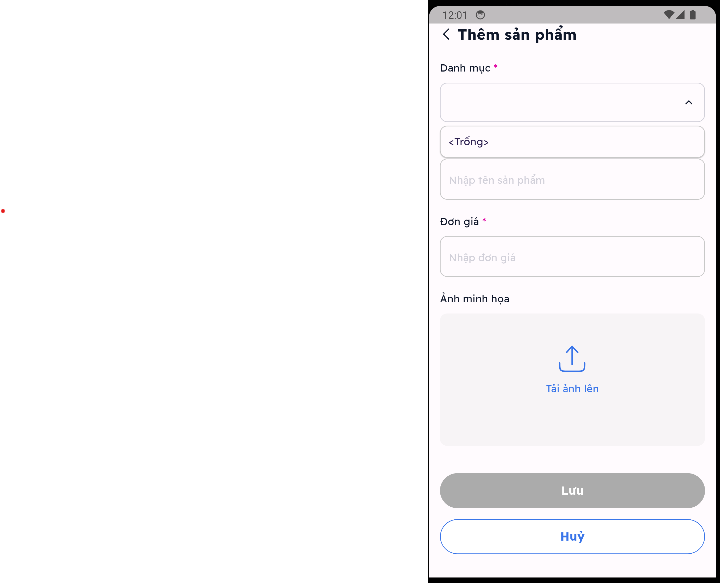 12:01
Thêm sản phẩm
Danh mục *
<Trống>
Nhập tên sản phẩm
Đơn giá *
Nhập đơn giá
Ảnh minh họa
Tải ảnh lên
Lưu
Huỷ